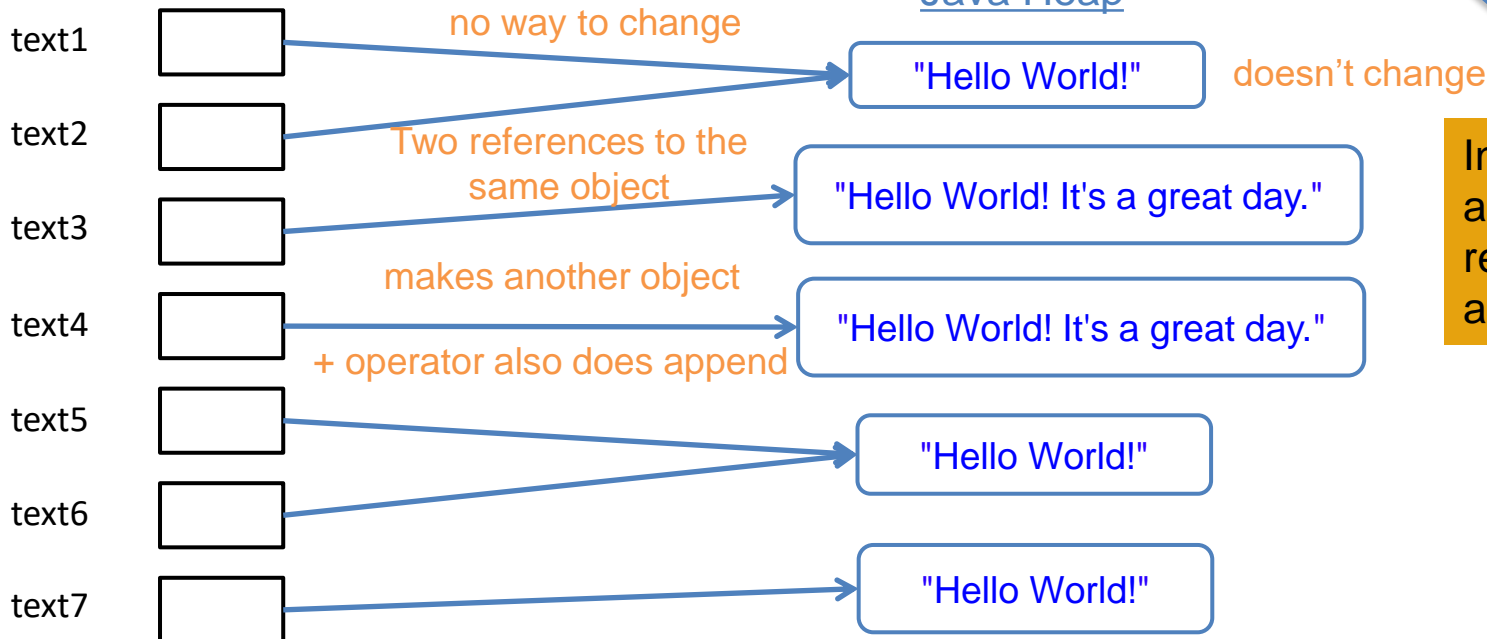 Java Heap
text1
no way to change
"Hello World!"
doesn't change
text2
Two references to the
same object
"Hello World! It's a great day."
text3
makes another object
text4
"Hello World! It's a great day."
+ operator also does append
text5
"Hello World!"
text6
text7
"Hello World!"